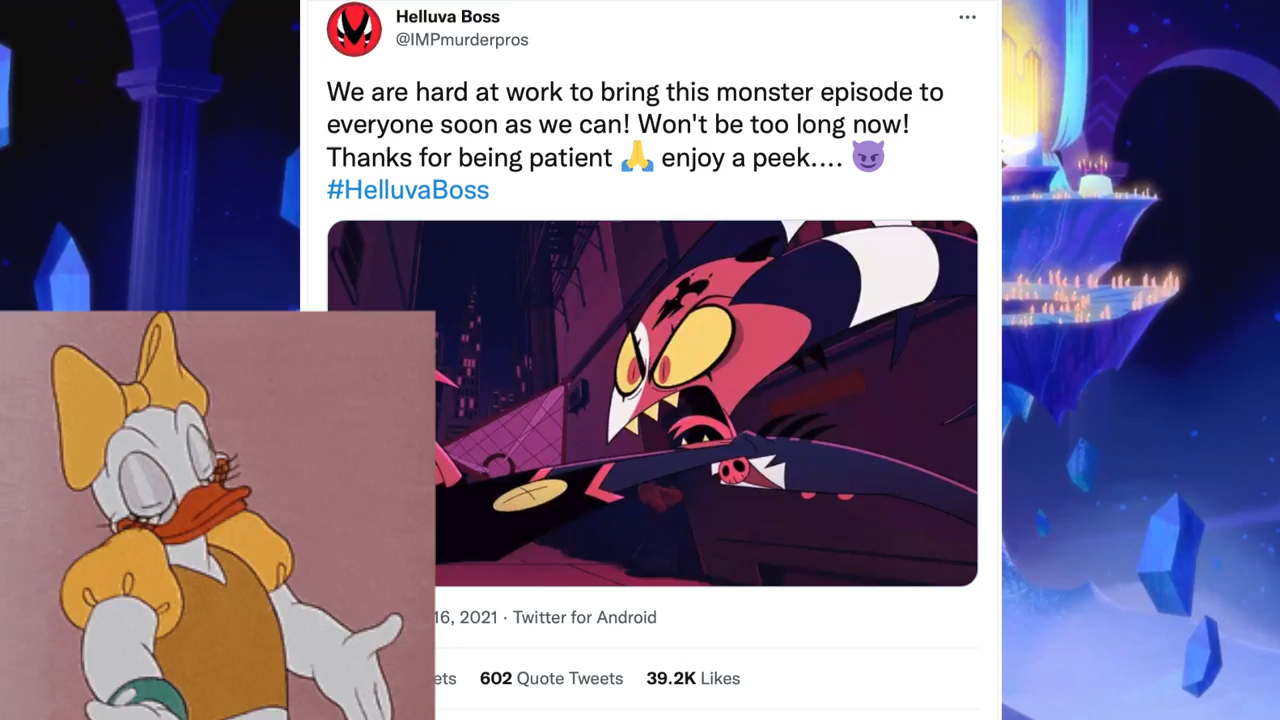 Helluva Boss
@IMPmurderpros
We are hard at work to bring this monster episode to
everyone soon as we can! Won't be too long now!
Thanks for being patient 🙏 enjoy a peek.... 😈
#HelluvaBoss
16, 2021 · Twitter for Android
ets 602 Quote Tweets 39.2K Likes